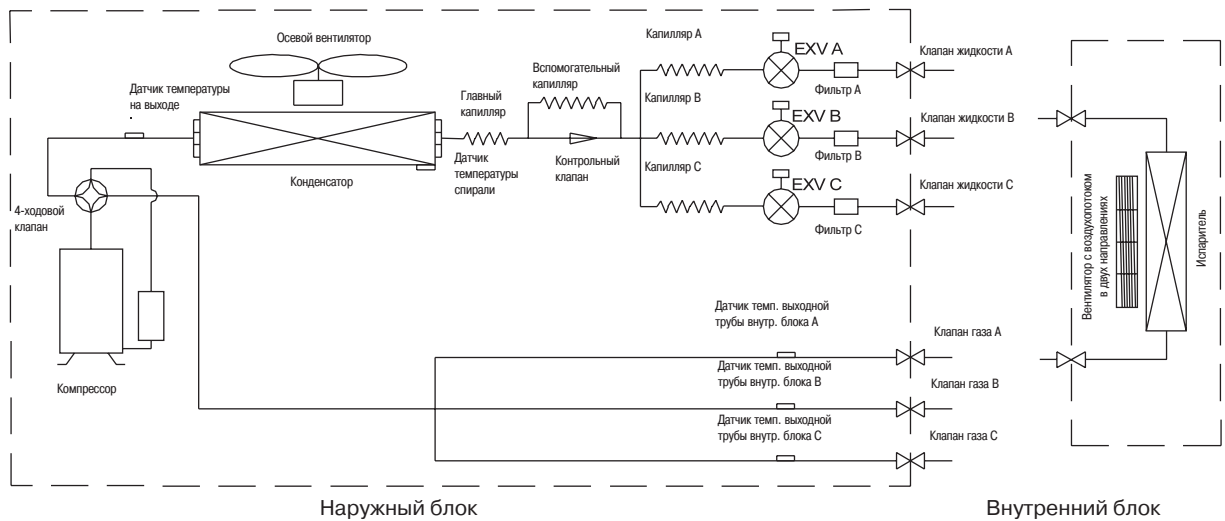 Осевой вентилятор
Датчик температуры
на выходе
Конденсатор
4-ходовой
клапан
Компрессор
Главный
капилляр
Датчик
температуры
спирали
Вспомогательный
капилляр
Контрольный
клапан
Капилляр A
EXV A
Фильтр A
Клапан жидкости A
Капилляр B
EXV B
Фильтр B
Клапан жидкости B
Капилляр C
EXV C
Фильтр C
Клапан жидкости C
Датчик темп. выходной
трубы внутр. блока A
Клапан газа A
Датчик темп. выходной
трубы внутр. блока B
Клапан газа B
Датчик темп. выходной
трубы внутр. блока C
Клапан газа C
Вентилятор с воздухопотоком
в двух направлениях
Испаритель
Наружный блок
Внутренний блок